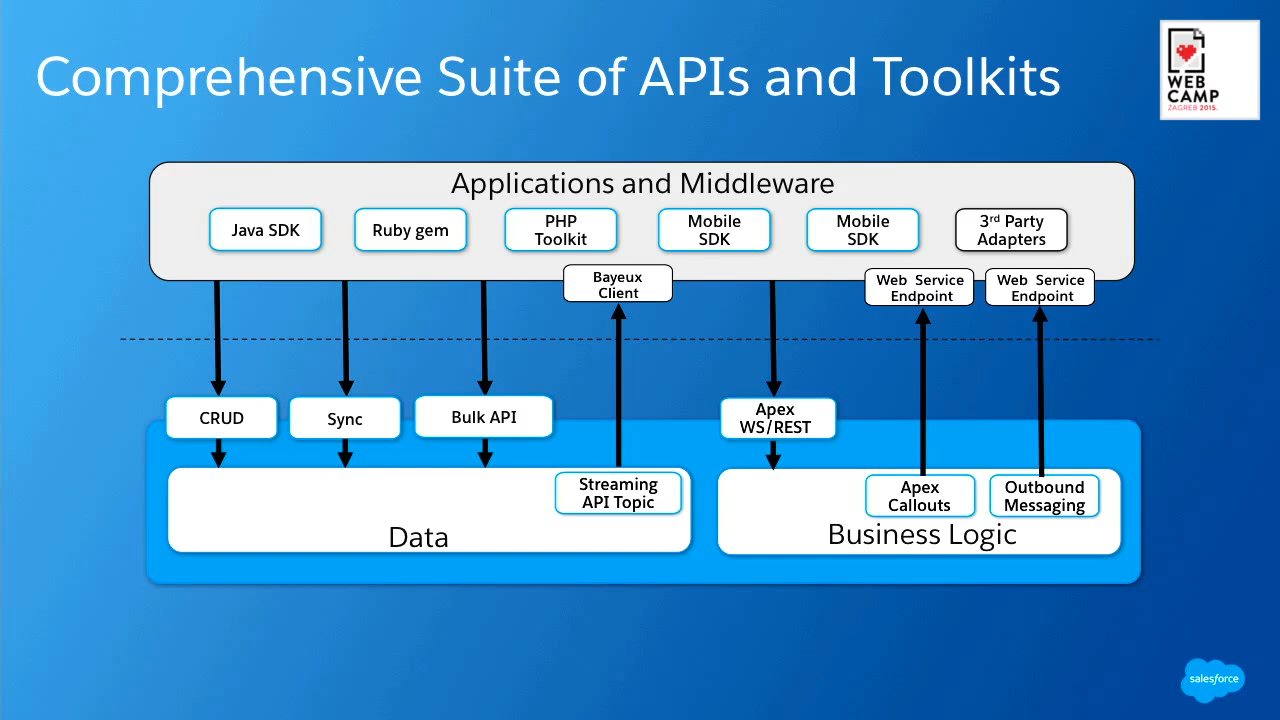 Comprehensive Suite of APIs and Toolkits
WEB
CAMP
ZAGREB 2015.
Applications and Middleware
Java SDK
Ruby gem
PHP
Toolkit
Mobile
SDK
Mobile
SDK
3rd Party
Adapters
Bayeux
Client
Web Service
Endpoint
Web Service
Endpoint
CRUD
Sync
Bulk API
Apex
WS/REST
Streaming
API Topic
Data
Apex
Callouts
Outbound
Messaging
Business Logic
salesforce